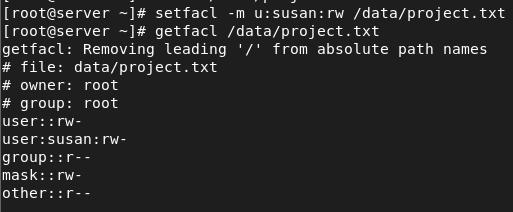 [root@server ~]# setfacl -m u:susan:rw /data/project.txt
[root@server ~]# getfacl /data/project.txt
getfacl: Removing leading '/' from absolute path names
# file: data/project.txt
# owner: root
# group: root
user::rw-
user:susan:rw-
group::r--
mask::rw-
other::r--